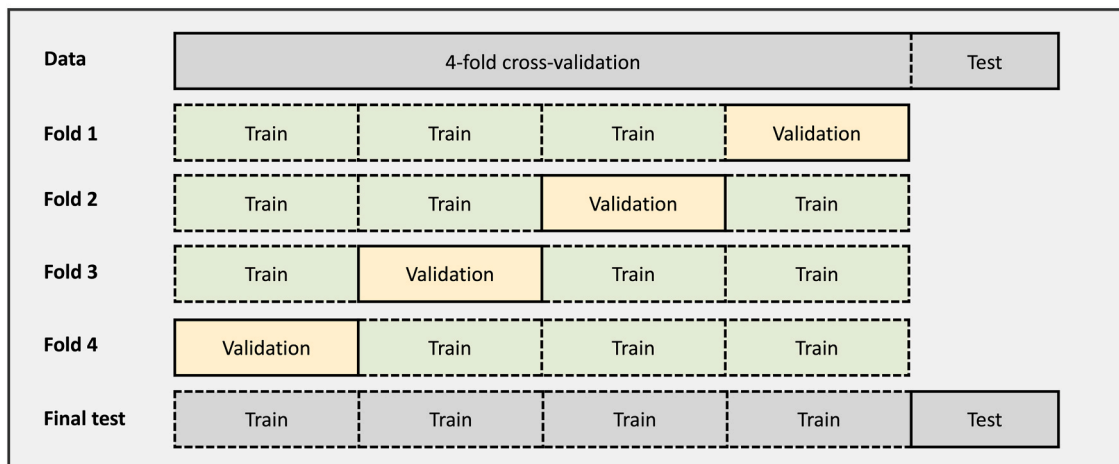 Data 4-fold cross-validation Test
Fold 1 Train Train Train Validation
Fold 2 Train Train Validation Train
Fold 3 Train Validation Train Train
Fold 4 Validation Train Train Train
Final test Train Train Train Train Test